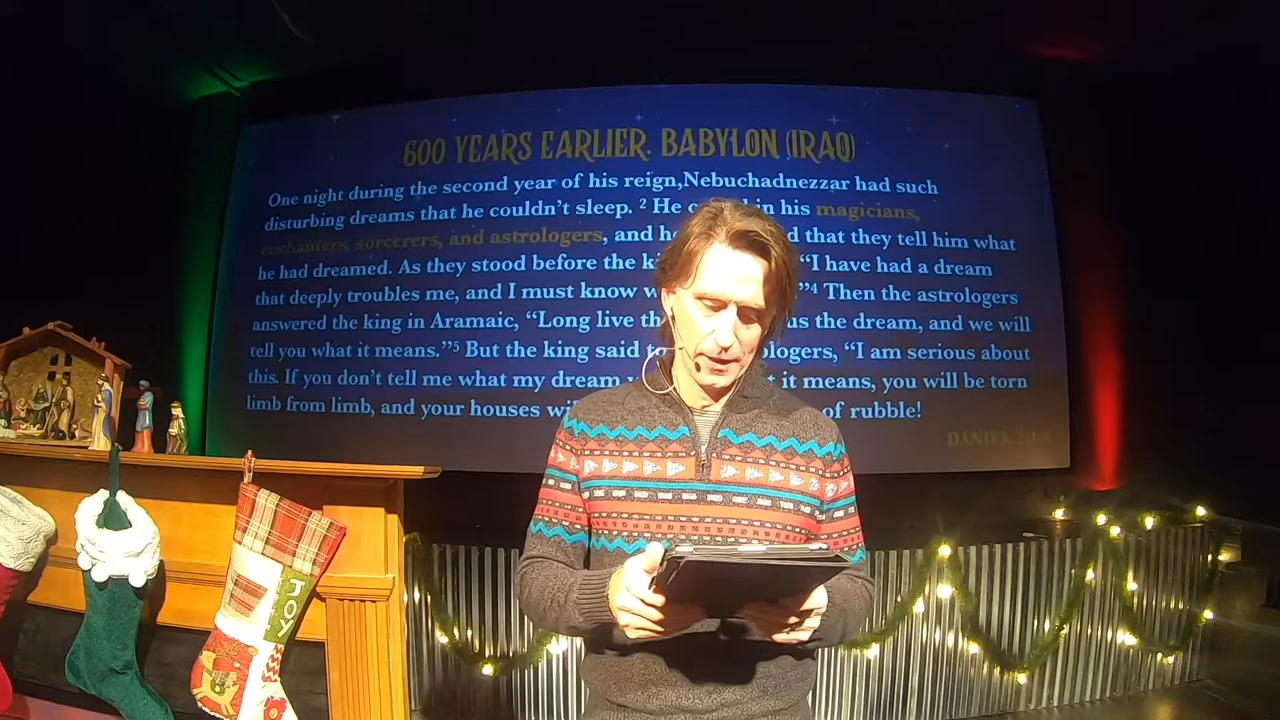 600 YEARS EARLIER. BABYLON (IRAQ)
One night during the second year of his reign,Nebuchadnezzar had such
disturbing dreams that he couldn't sleep. ² He in his magicians,
enchanters, sorcerers, and astrologers, and d that they tell him what
he had dreamed. As they stood before the "I have had a dream
that deeply troubles me, and I must know ”⁴ Then the astrologers
answered the king in Aramaic, “Long live us the dream, and we will
tell you what it means.”⁵ But the king said “I am serious about
this. If you don’t tell me what my dream it means, you will be torn
limb from limb, and your houses of rubble!
DANIEL
JOY